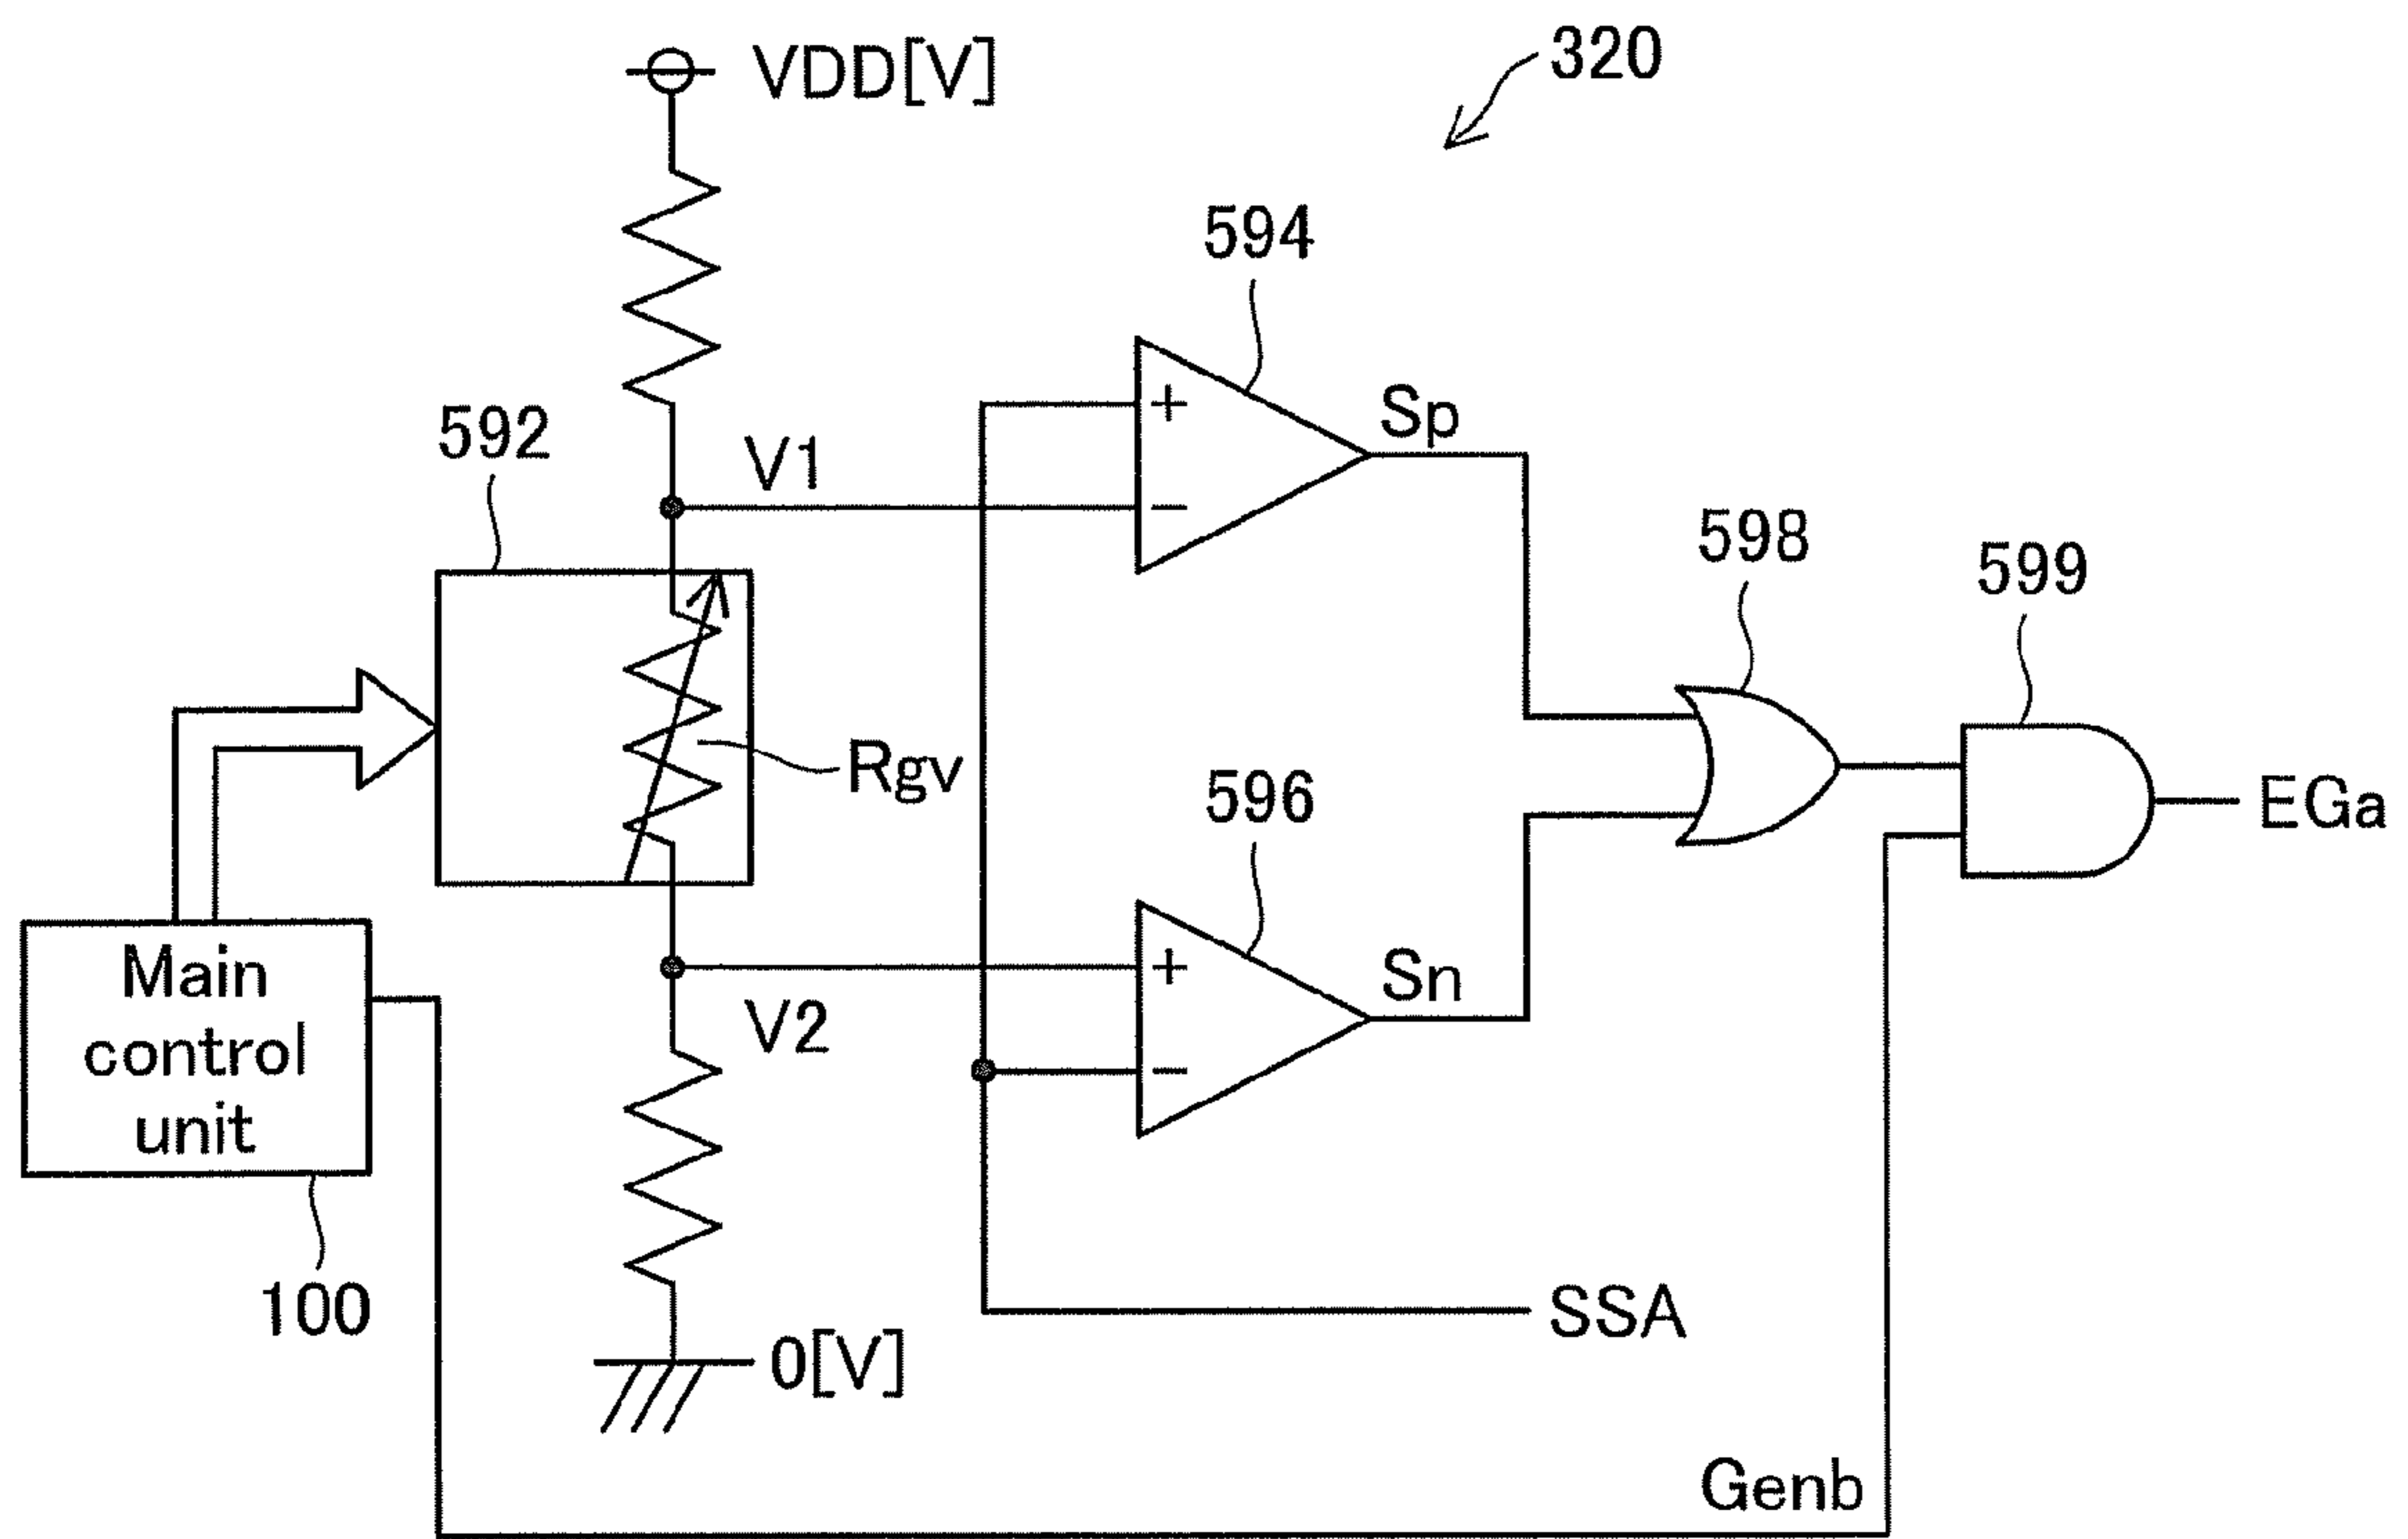 VDD[V]
320
594
592
V1
+
−
Sp
598
599
Rgv
596
EGa
Main
control
unit
V2
+
−
Sn
100
0[V]
SSA
Genb